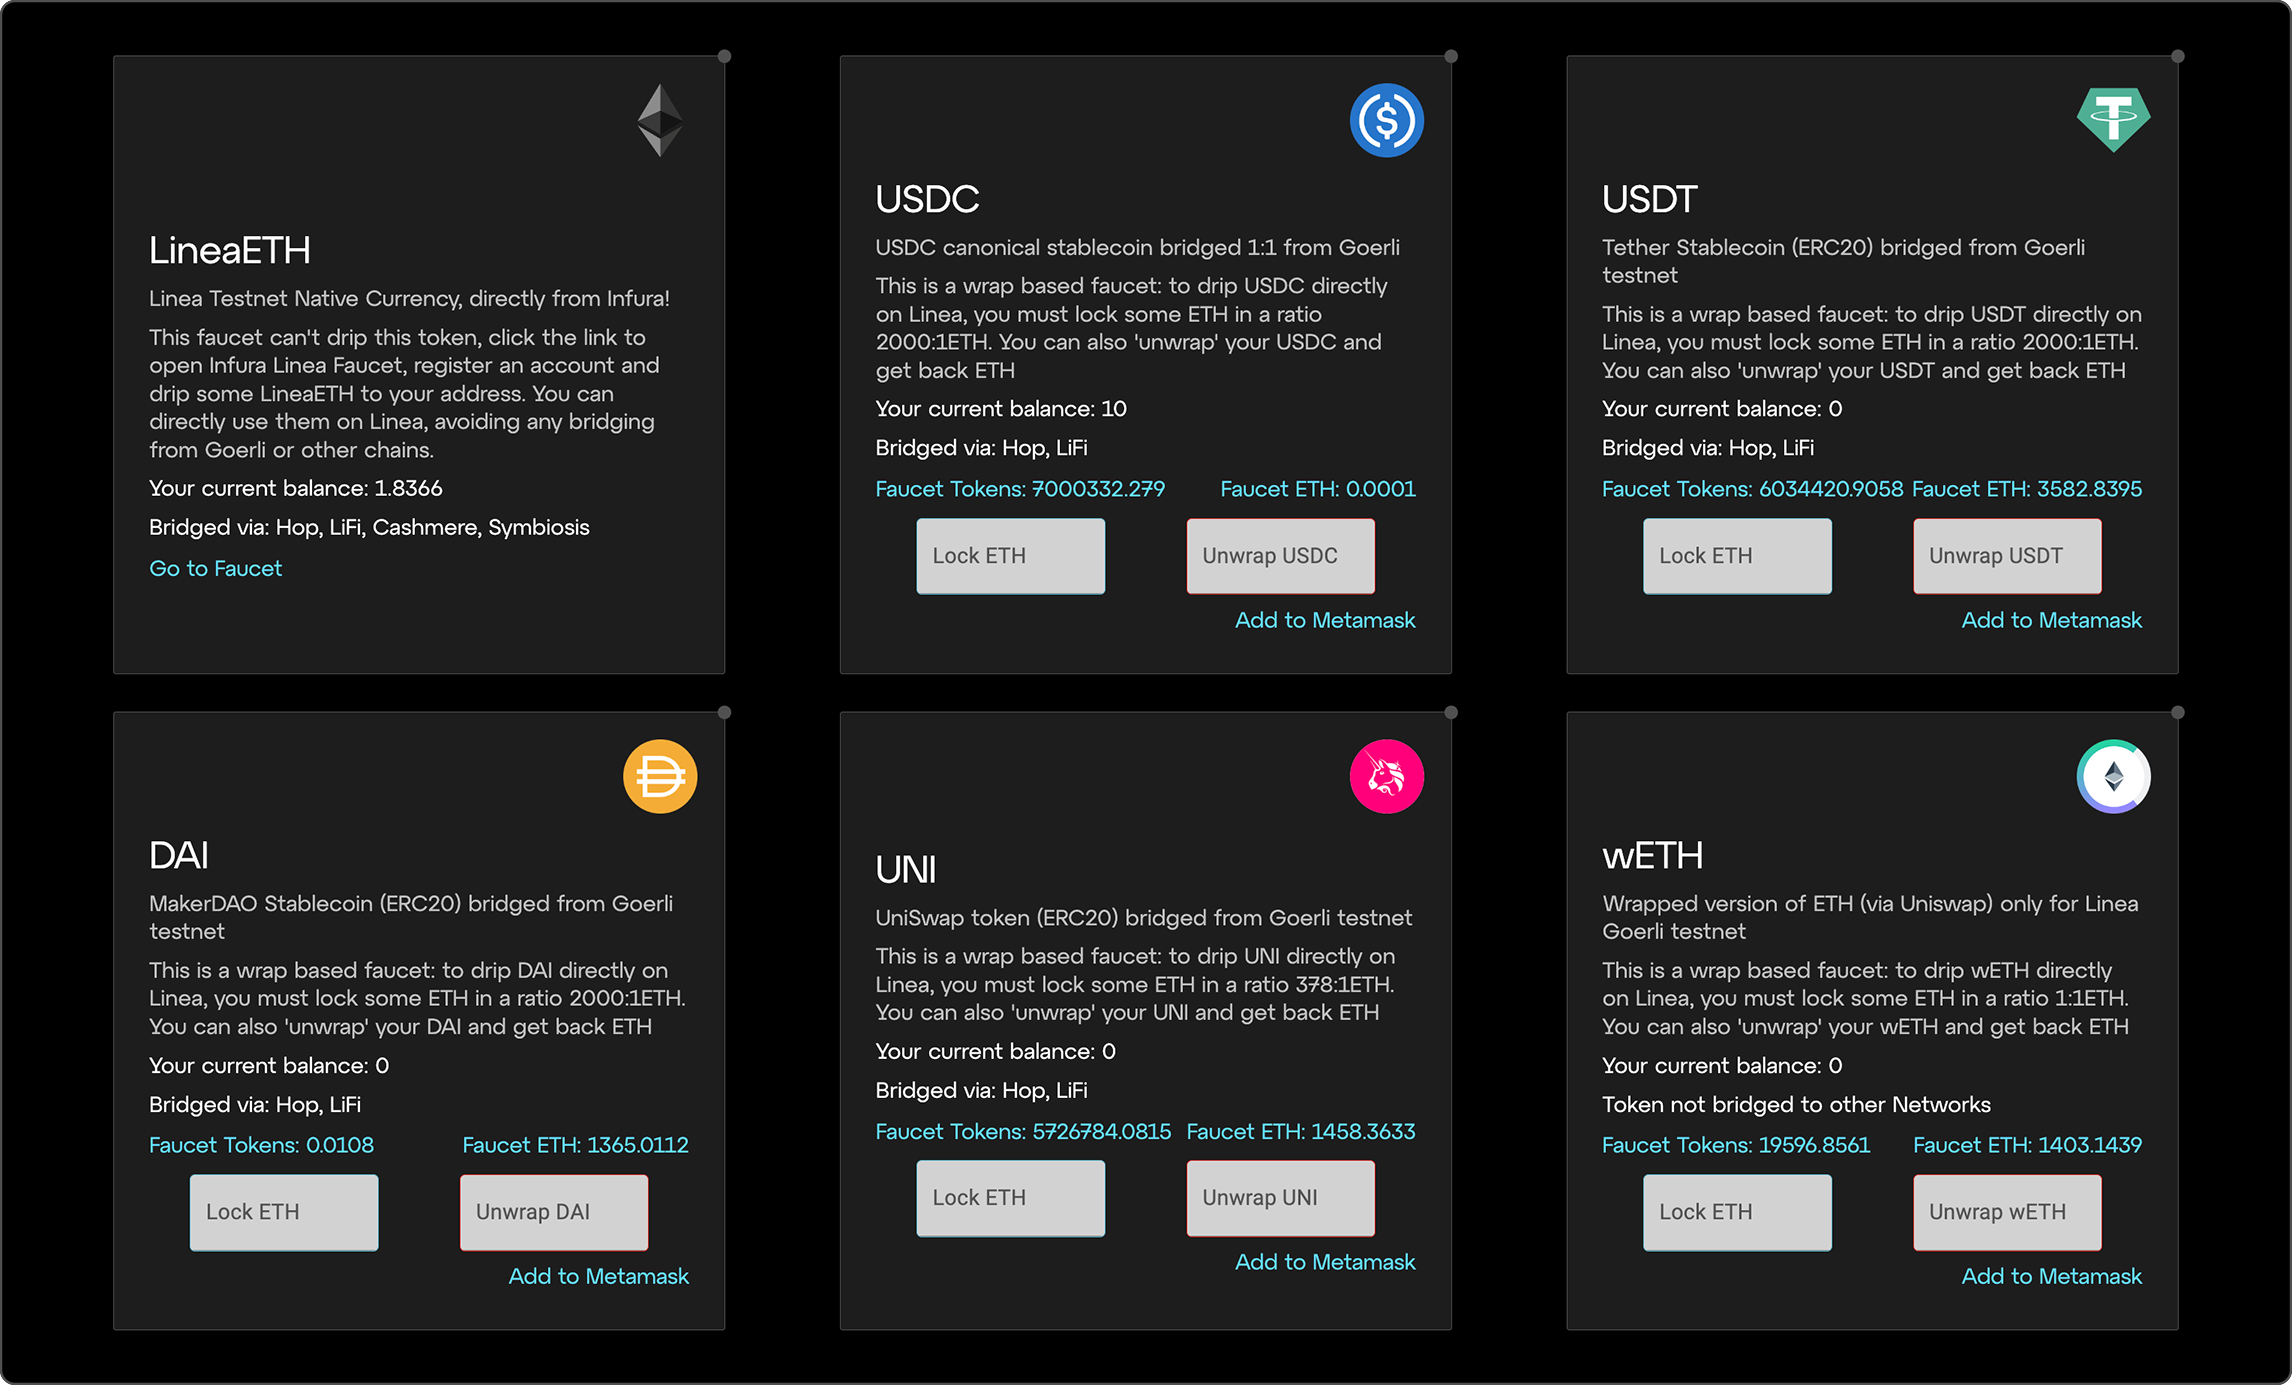 LineaETH
Linea Testnet Native Currency, directly from Infura!
This faucet can't drip this token, click the link to
open Infura Linea Faucet, register an account and
drip some LineaETH to your address. You can
directly use them on Linea, avoiding any bridging
from Goerli or other chains.
Your current balance: 1.8366
Bridged via: Hop, LiFi, Cashmere, Symbiosis
Go to Faucet
USDC
USDC canonical stablecoin bridged 1:1 from Goerli
This is a wrap based faucet: to drip USDC directly
on Linea, you must lock some ETH in a ratio
2000:1ETH. You can also 'unwrap' your USDC and
get back ETH
Your current balance: 10
Bridged via: Hop, LiFi
Faucet Tokens: 7000332.279 Faucet ETH: 0.0001
Lock ETH Unwrap USDC
Add to Metamask
USDT
Tether Stablecoin (ERC20) bridged from Goerli
testnet
This is a wrap based faucet: to drip USDT directly on
Linea, you must lock some ETH in a ratio 2000:1ETH.
You can also 'unwrap' your USDT and get back ETH
Your current balance: 0
Bridged via: Hop, LiFi
Faucet Tokens: 6034420.9058 Faucet ETH: 3582.8395
Lock ETH Unwrap USDT
Add to Metamask
DAI
MakerDAO Stablecoin (ERC20) bridged from Goerli
testnet
This is a wrap based faucet: to drip DAI directly on
Linea, you must lock some ETH in a ratio 2000:1ETH.
You can also 'unwrap' your DAI and get back ETH
Your current balance: 0
Bridged via: Hop, LiFi
Faucet Tokens: 0.0108 Faucet ETH: 1365.0112
Lock ETH Unwrap DAI
Add to Metamask
UNI
UniSwap token (ERC20) bridged from Goerli testnet
This is a wrap based faucet: to drip UNI directly on
Linea, you must lock some ETH in a ratio 378:1ETH.
You can also 'unwrap' your UNI and get back ETH
Your current balance: 0
Bridged via: Hop, LiFi
Faucet Tokens: 5726784.0815 Faucet ETH: 1458.3633
Lock ETH Unwrap UNI
Add to Metamask
wETH
Wrapped version of ETH (via Uniswap) only for Linea
Goerli testnet
This is a wrap based faucet: to drip wETH directly
on Linea, you must lock some ETH in a ratio 1:1ETH.
You can also 'unwrap' your wETH and get back ETH
Your current balance: 0
Token not bridged to other Networks
Faucet Tokens: 19596.8561 Faucet ETH: 1403.1439
Lock ETH Unwrap wETH
Add to Metamask